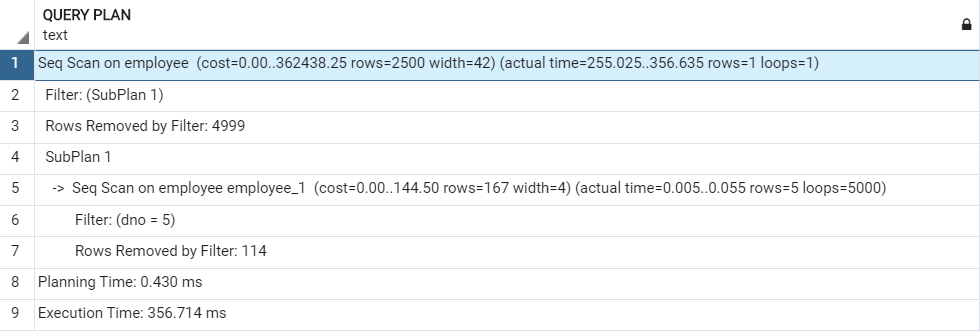 QUERY PLAN
text
1 Seq Scan on employee (cost=0.00..362438.25 rows=2500 width=42) (actual time=255.025..356.635 rows=1 loops=1)
2 Filter: (SubPlan 1)
3 Rows Removed by Filter: 4999
4 SubPlan 1
5 -> Seq Scan on employee employee_1 (cost=0.00..144.50 rows=167 width=4) (actual time=0.005..0.055 rows=5 loops=5000)
6 Filter: (dno = 5)
7 Rows Removed by Filter: 114
8 Planning Time: 0.430 ms
9 Execution Time: 356.714 ms